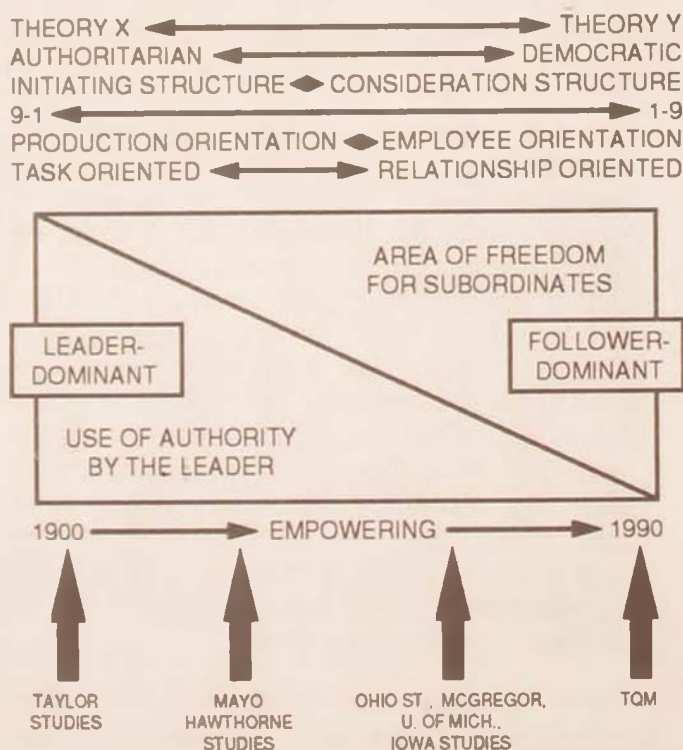 THEORY X THEORY Y
AUTHORITARIAN DEMOCRATIC
INITIATING STRUCTURE CONSIDERATION STRUCTURE
9-1 1-9
PRODUCTION ORIENTATION EMPLOYEE ORIENTATION
TASK ORIENTED RELATIONSHIP ORIENTED
AREA OF FREEDOM
FOR SUBORDINATES
LEADER-
DOMINANT
FOLLOWER-
DOMINANT
USE OF AUTHORITY
BY THE LEADER
1900 EMPOWERING 1990
TAYLOR
STUDIES
MAYO
HAWTHORNE
STUDIES
OHIO ST., MCGREGOR,
U. OF MICH.,
IOWA STUDIES
TQM